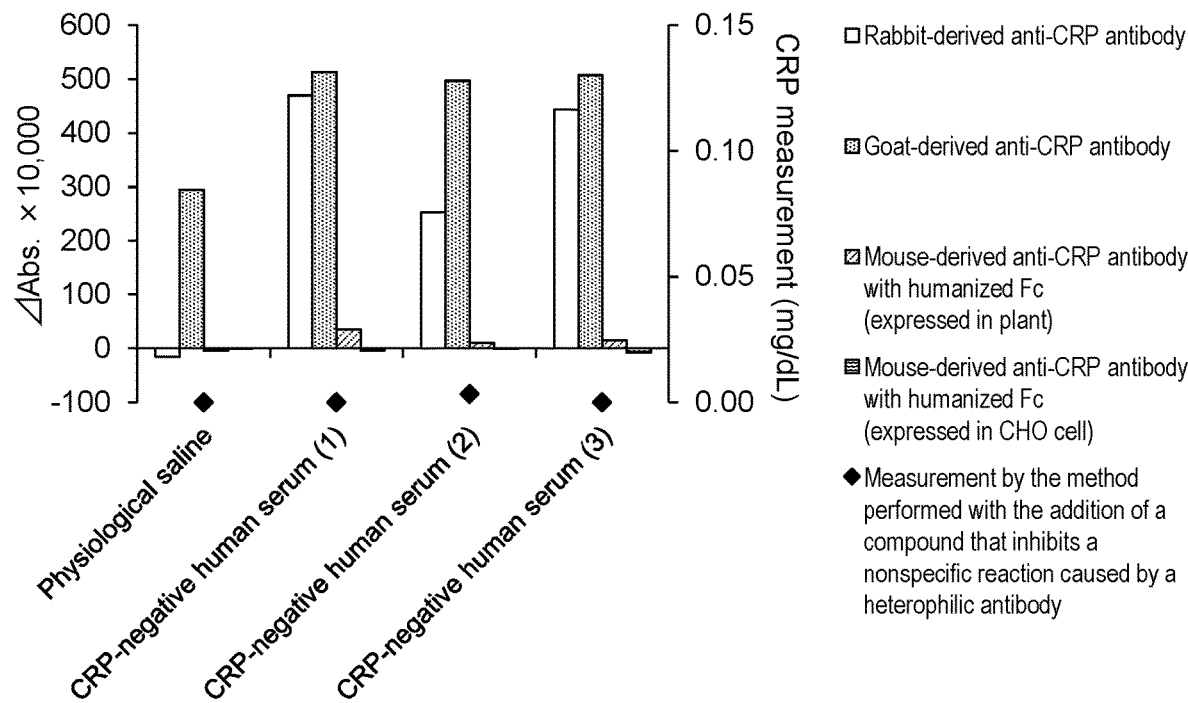 600
500
400
300
200
100
0
-100
⊿Abs. × 10,000
0.15
0.10
0.05
0.00
CRP measurement (mg/dL)
Physiological saline
CRP-negative human serum (1)
CRP-negative human serum (2)
CRP-negative human serum (3)
Rabbit-derived anti-CRP antibody
Goat-derived anti-CRP antibody
Mouse-derived anti-CRP antibody
with humanized Fc
(expressed in plant)
Mouse-derived anti-CRP antibody
with humanized Fc
(expressed in CHO cell)
Measurement by the method
performed with the addition of a
compound that inhibits a
nonspecific reaction caused by a
heterophilic antibody